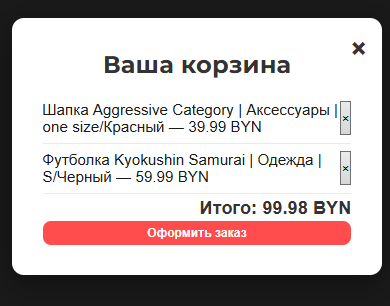 ×
Ваша корзина
Шапка Aggressive Category | Аксессуары |
one size/Красный — 39.99 BYN
×
Футболка Kyokushin Samurai | Одежда |
S/Черный — 59.99 BYN
×
Итого: 99.98 BYN
Оформить заказ